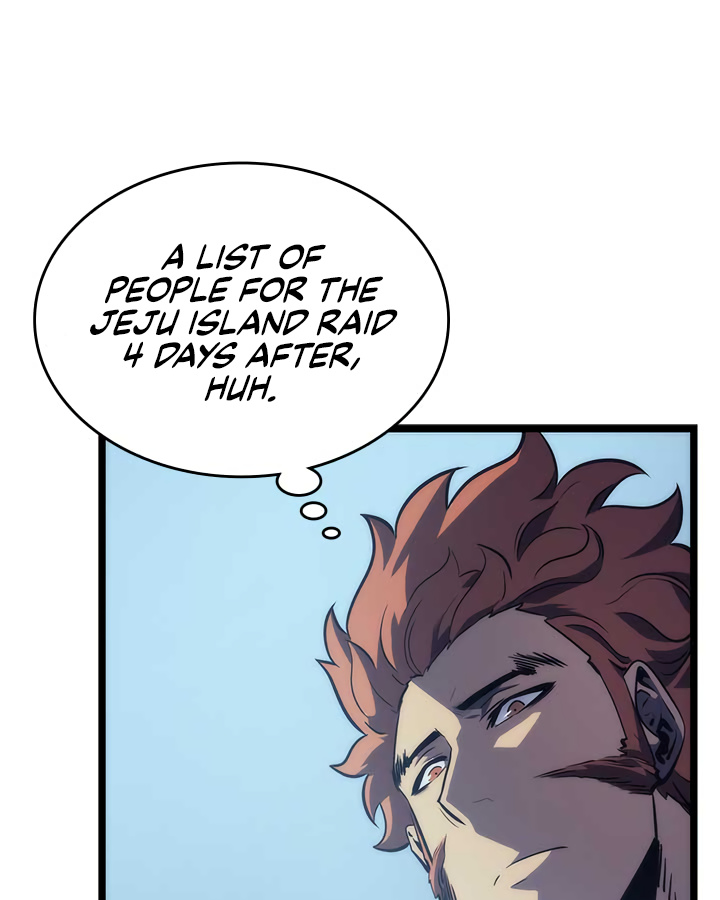 A LIST OF
PEOPLE FOR THE
JEJU ISLAND RAID
4 DAYS AFTER,
HUH.